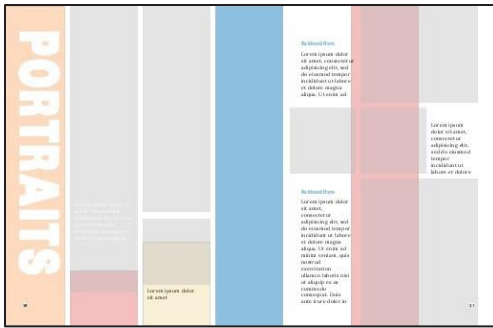 PORTRAITS
Lorem ipsum dolor
sit amet
30
Subhead Here
Lorem ipsum dolor
sit amet, consectetur
adipiscing elit, sed
do eiusmod tempor
incididunt ut labore
et dolore magna
aliqua. Ut enim ad
Lorem ipsum
dolor sit amet,
consectetur
adipiscing elit,
sed do eiusmod
tempor
incididunt ut
labore et dolore
Subhead Here
Lorem ipsum dolor
sit amet,
consectetur
adipiscing elit, sed
do eiusmod tempor
incididunt ut labore
et dolore magna
aliqua. Ut enim ad
minim veniam, quis
nostrud
exercitation
ullamco laboris nisi
ut aliquip ex ea
commodo
consequat. Duis
aute irure dolor in
31